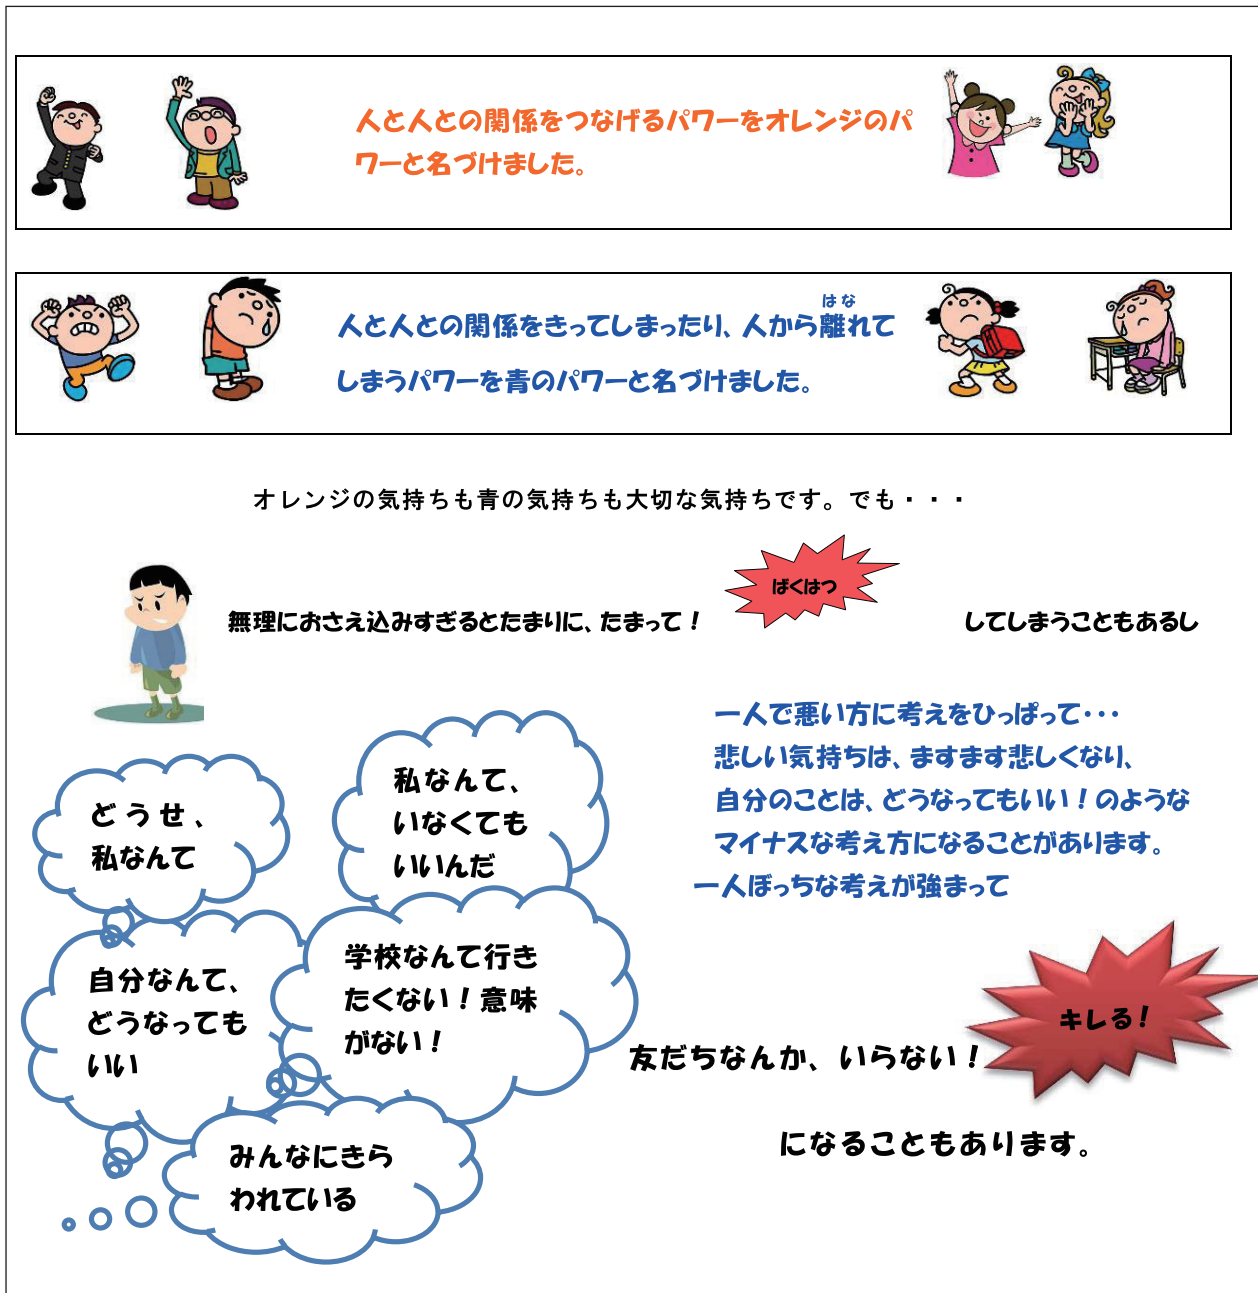 人と人との関係をつなげるパワーをオレンジのパ
ワーと名づけました。
はな
人と人との関係をきってしまったり、人から離れて
しまうパワーを青のパワーと名づけました。
オレンジの気持ちも青の気持ちも大切な気持ちです。でも・・・
ばくはつ
無理におさえ込みすぎるとたまりに、たまって！
してしまうこともあるし
一人で悪い方に考えをひっぱって・・・
悲しい気持ちは、ますます悲しくなり、
自分のことは、どうなってもいい！のような
マイナスな考え方になることがあります。
一人ぼっちな考えが強まって
どうせ、
私なんて
私なんて、
いなくても
いいんだ
自分なんて、
どうなっても
いい
学校なんて行き
たくない！意味
がない！
みんなにきら
われている
友だちなんか、いらない！
キレる！
になることもあります。